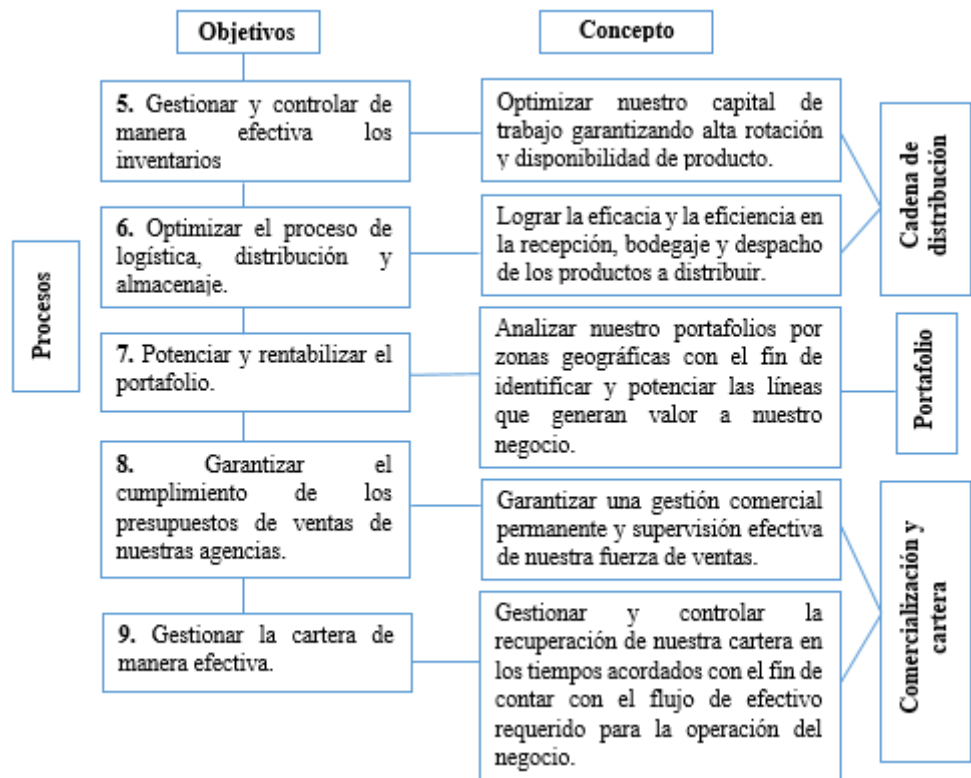 Objetivos
Concepto
Procesos
5. Gestionar y controlar de
manera efectiva los
inventarios
Optimizar nuestro capital de
trabajo garantizando alta rotación
y disponibilidad de producto.
6. Optimizar el proceso de
logística, distribución y
almacenaje.
Lograr la eficacia y la eficiencia en
la recepción, bodegaje y despacho
de los productos a distribuir.
Cadena de
distribución
7. Potenciar y rentabilizar el
portafolio.
Analizar nuestro portafolios por
zonas geográficas con el fín de
identificar y potenciar las líneas
que generan valor a nuestro
negocio.
Portafolio
8. Garantizar el
cumplimiento de los
presupuestos de ventas de
nuestras agencias.
Garantizar una gestión comercial
permanente y supervisión efectiva
de nuestra fuerza de ventas.
9. Gestionar la cartera de
manera efectiva.
Gestionar y controlar la
recuperación de nuestra cartera en
los tiempos acordados con el fín de
contar con el flujo de efectivo
requerido para la operación del
negocio.
Comercialización y
cartera